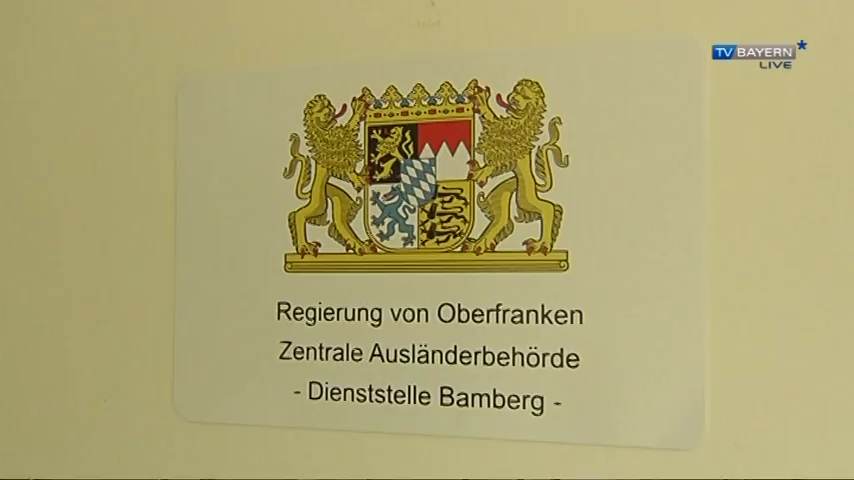 TV BAYERN
LIVE
Regierung von Oberfranken
Zentrale Ausländerbehörde
- Dienststelle Bamberg -